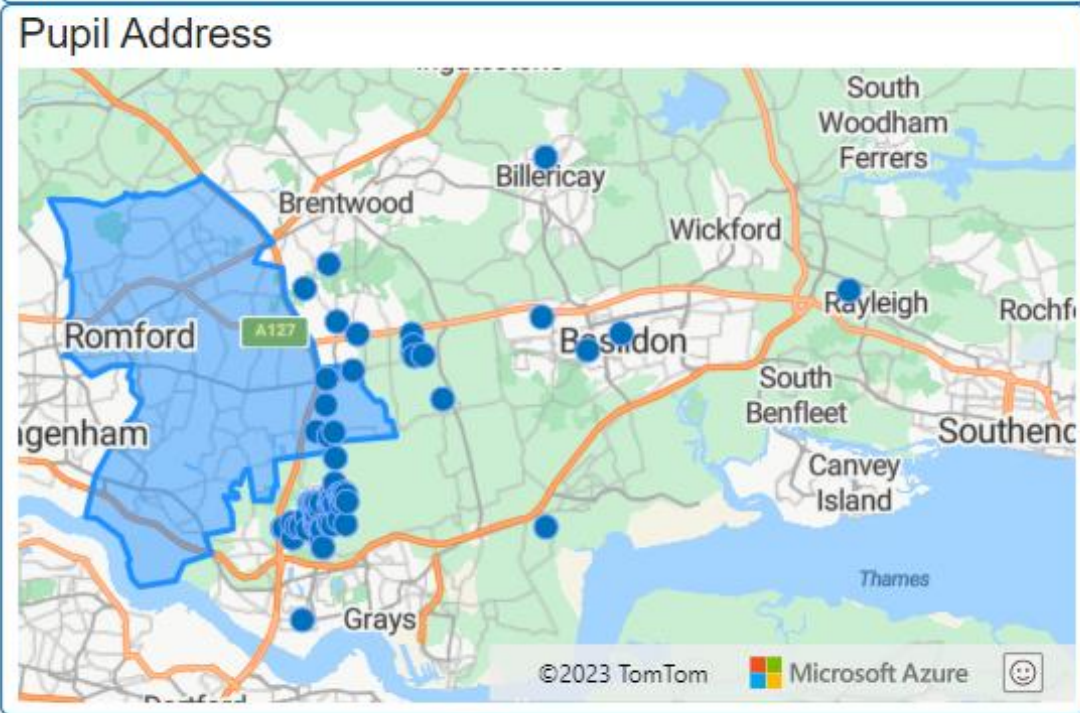 Pupil Address
South
Woodham
Ferrers
Billericay
Brentwood
Wickford
Rayleigh
Rochf
Romford
A127
Basildon
South
Benfleet
agenham
Southend
Canvey
Island
Thames
Grays
©2023 TomTom
Microsoft Azure